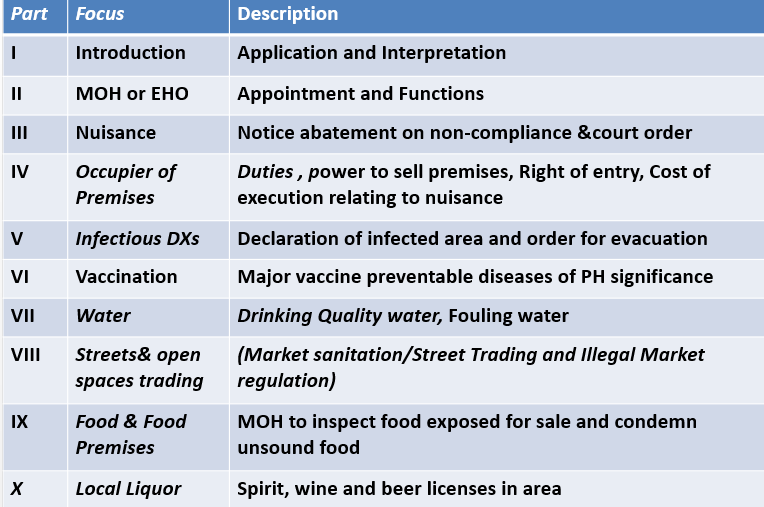 Part Focus Description
I Introduction Application and Interpretation
II MOH or EHO Appointment and Functions
III Nuisance Notice abatement on non-compliance &court order
IV Occupier of Premises Duties , power to sell premises, Right of entry, Cost of execution relating to nuisance
V Infectious DXs Declaration of infected area and order for evacuation
VI Vaccination Major vaccine preventable diseases of PH significance
VII Water Drinking Quality water, Fouling water
VIII Streets& open spaces trading (Market sanitation/Street Trading and Illegal Market regulation)
IX Food & Food Premises MOH to inspect food exposed for sale and condemn unsound food
X Local Liquor Spirit, wine and beer licenses in area